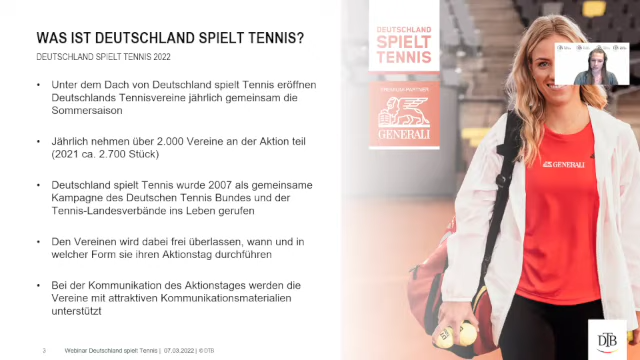 WAS IST DEUTSCHLAND SPIELT TENNIS?
DEUTSCHLAND SPIELT TENNIS 2022
• Unter dem Dach von Deutschland spielt Tennis eröffnen
Deutschlands Tennisvereine jährlich gemeinsam die
Sommersaison
• Jährlich nehmen über 2.000 Vereine an der Aktion teil
(2021 ca. 2.700 Stück)
• Deutschland spielt Tennis wurde 2007 als gemeinsame
Kampagne des Deutschen Tennis Bundes und der
Tennis-Landesverbände ins Leben gerufen
• Den Vereinen wird dabei frei überlassen, wann und in
welcher Form sie ihren Aktionstag durchführen
• Bei der Kommunikation des Aktionstages werden die
Vereine mit attraktiven Kommunikationsmaterialien
unterstützt
3 Webinar Deutschland spielt Tennis | 07.03.2022 | © DTB
DEUTSCHLAND
SPIELT
TENNIS
GENERALI
GENERALI
DTB